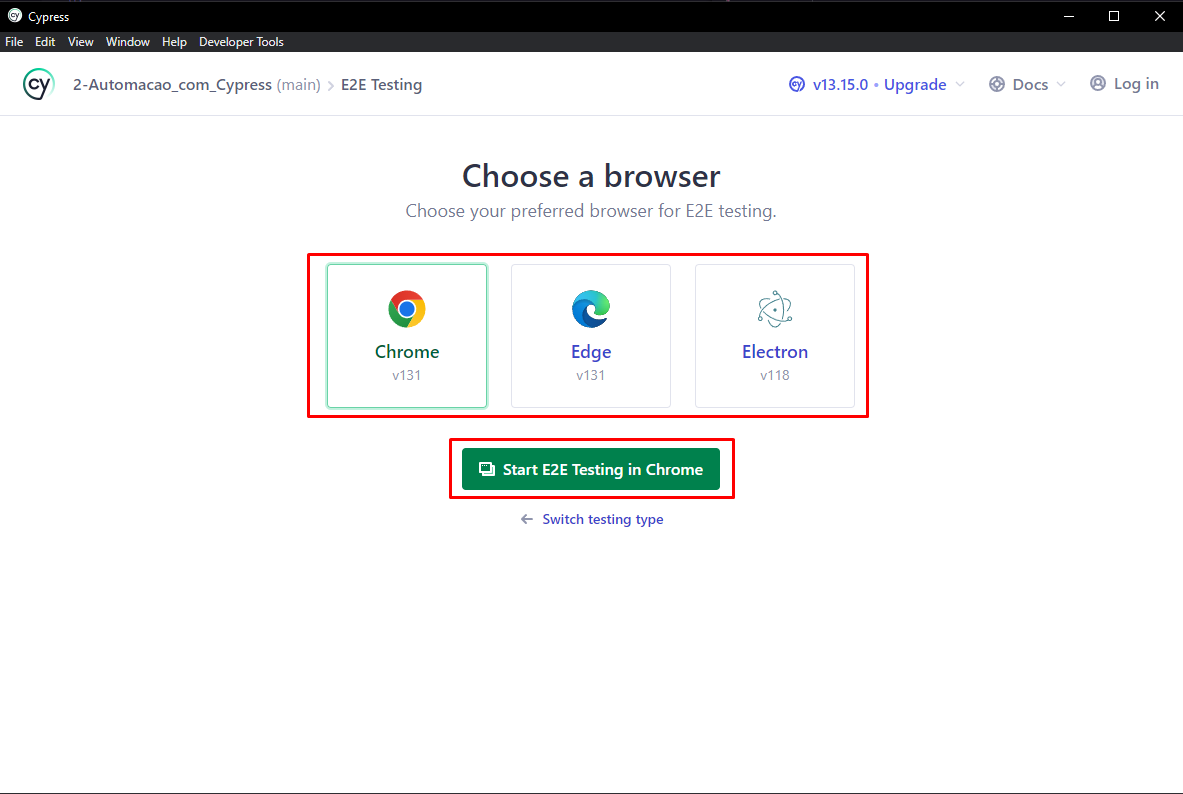 Cypress
File Edit View Window Help Developer Tools
cy 2-Automacao_com_Cypress (main) > E2E Testing v13.15.0 • Upgrade Docs Log in
Choose a browser
Choose your preferred browser for E2E testing.
Chrome Edge Electron
v131 v131 v118
Start E2E Testing in Chrome
← Switch testing type